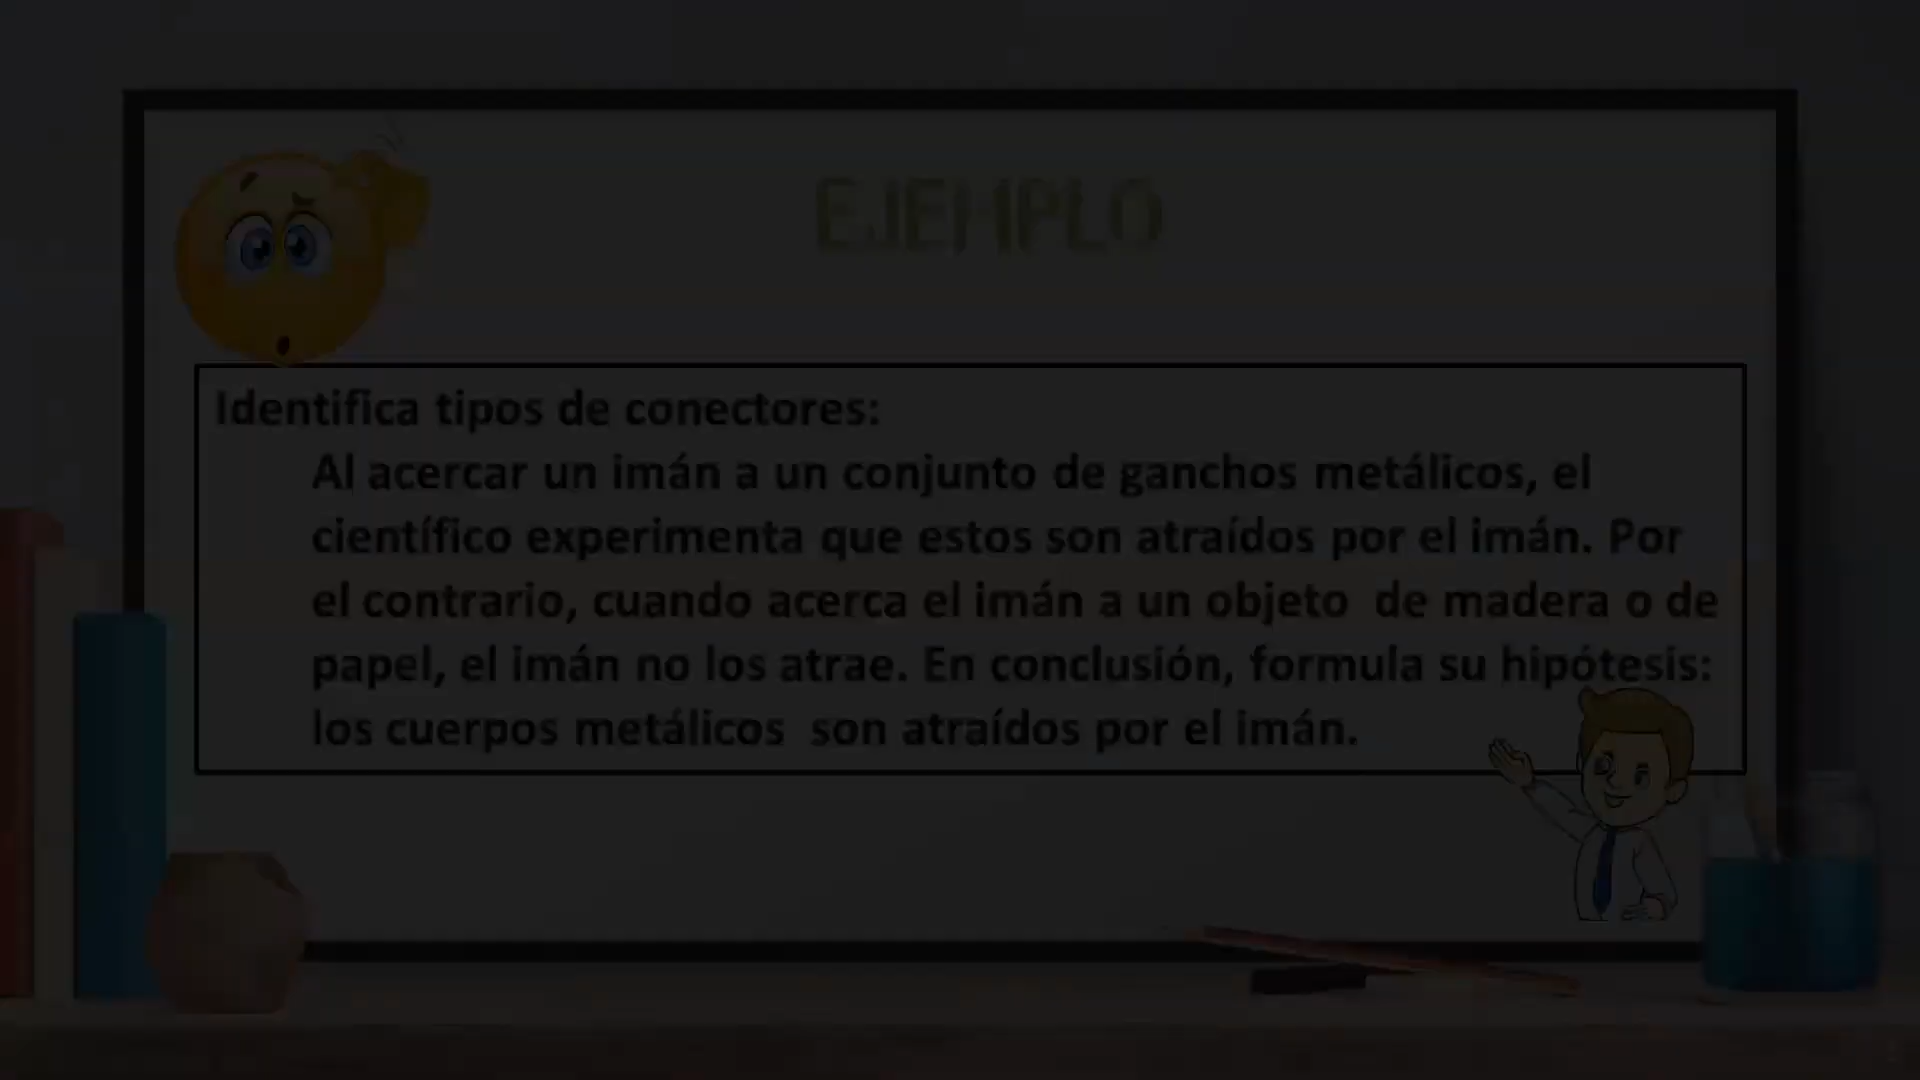 EJEMPLO
Identifica tipos de conectores:
Al acercar un imán a un conjunto de ganchos metálicos, el
científico experimenta que estos son atraídos por el imán. Por
el contrario, cuando acerca el imán a un objeto  de madera o de
papel, el imán no los atrae. En conclusión, formula su hipótesis:
los cuerpos metálicos  son atraídos por el imán.